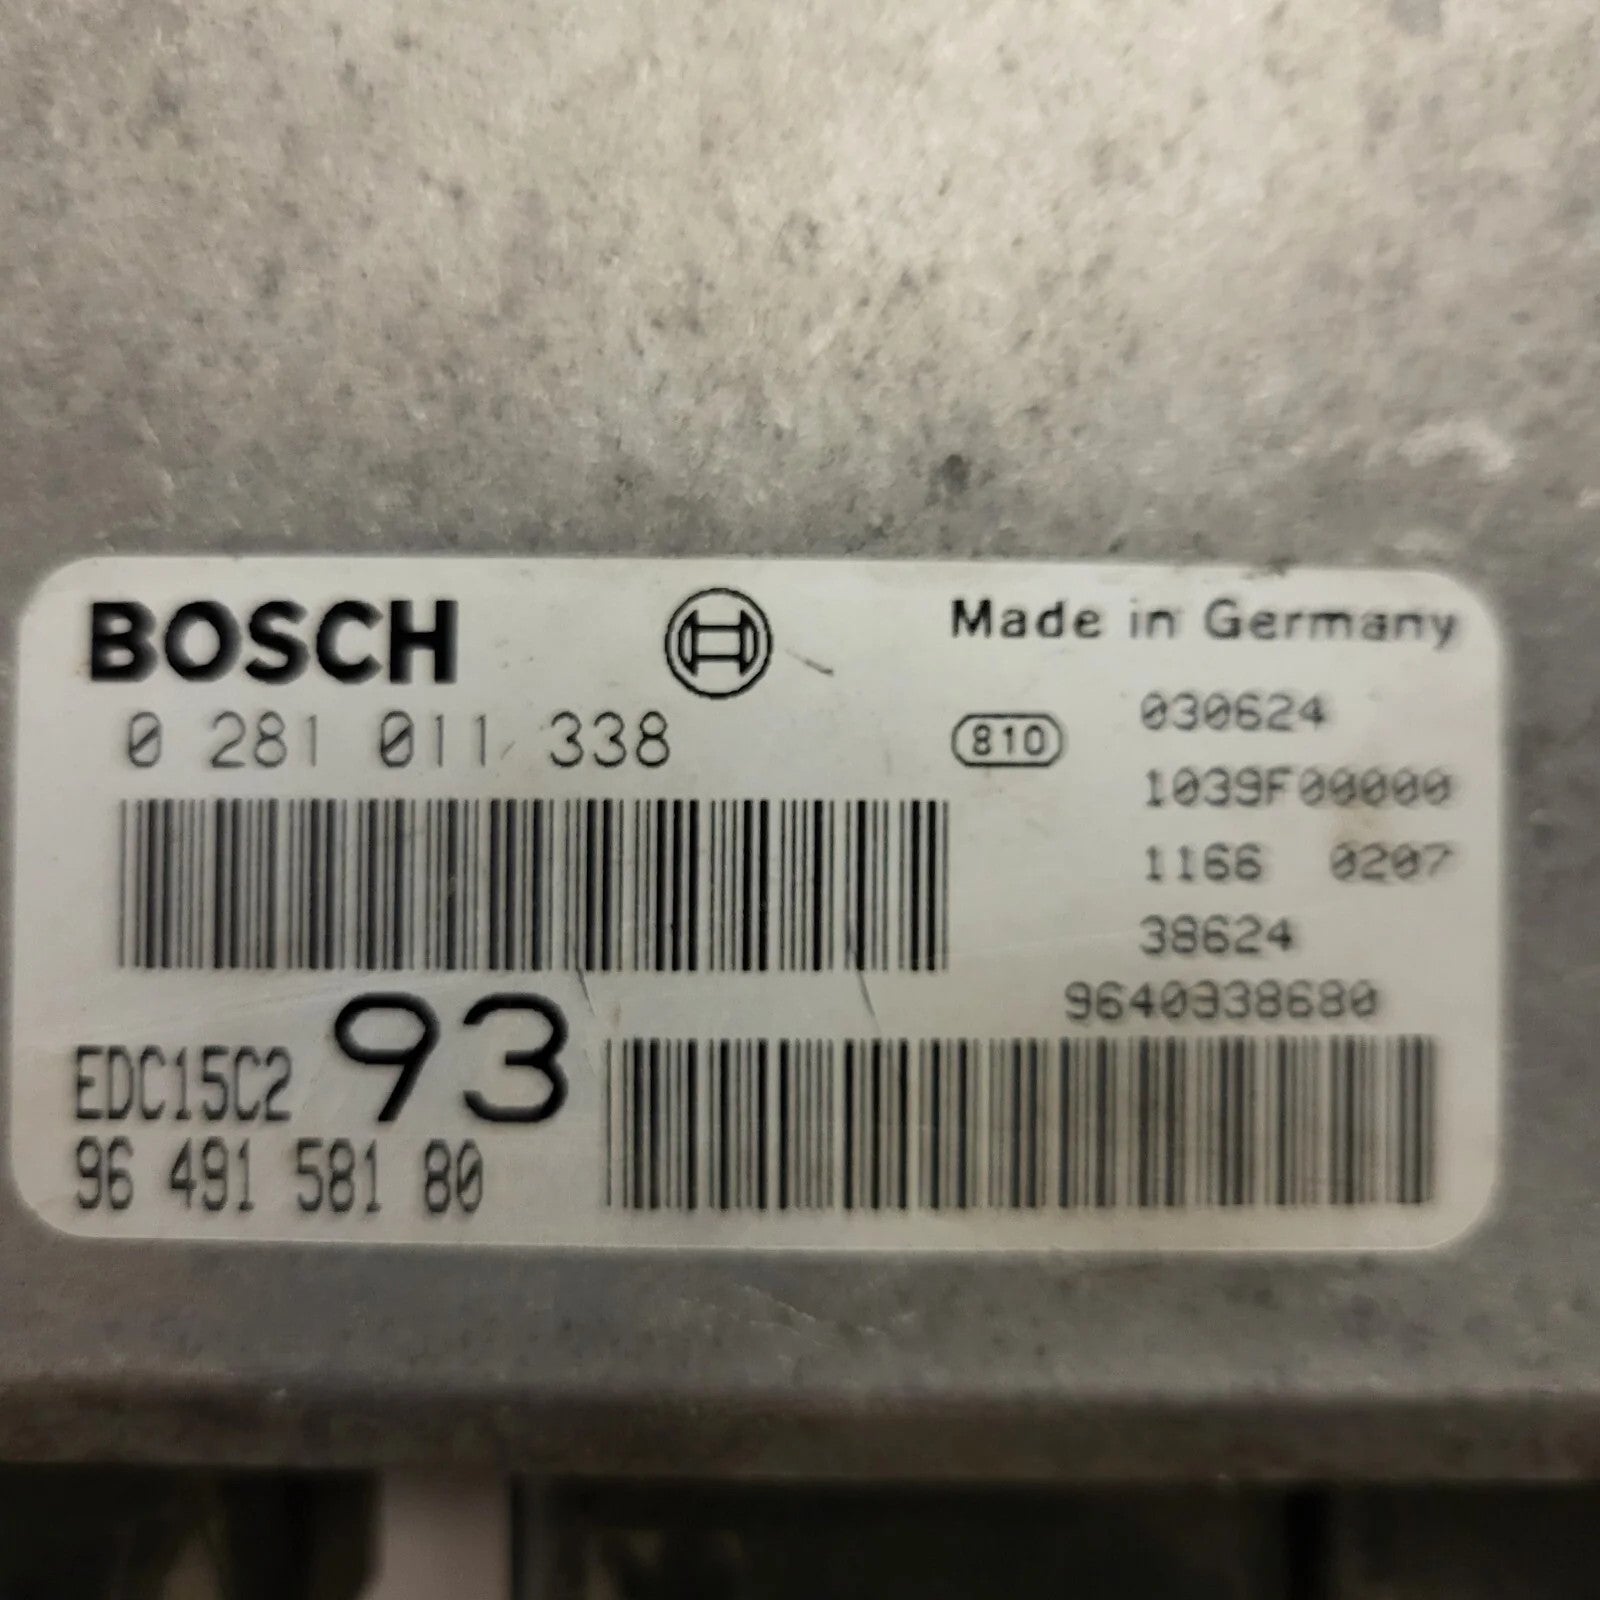 BOSCH
Made in Germany
0 281 011 338
810
030624
1039F00000
1166 0207
38624
9640938680
EDC15C2
93
96 491 581 80